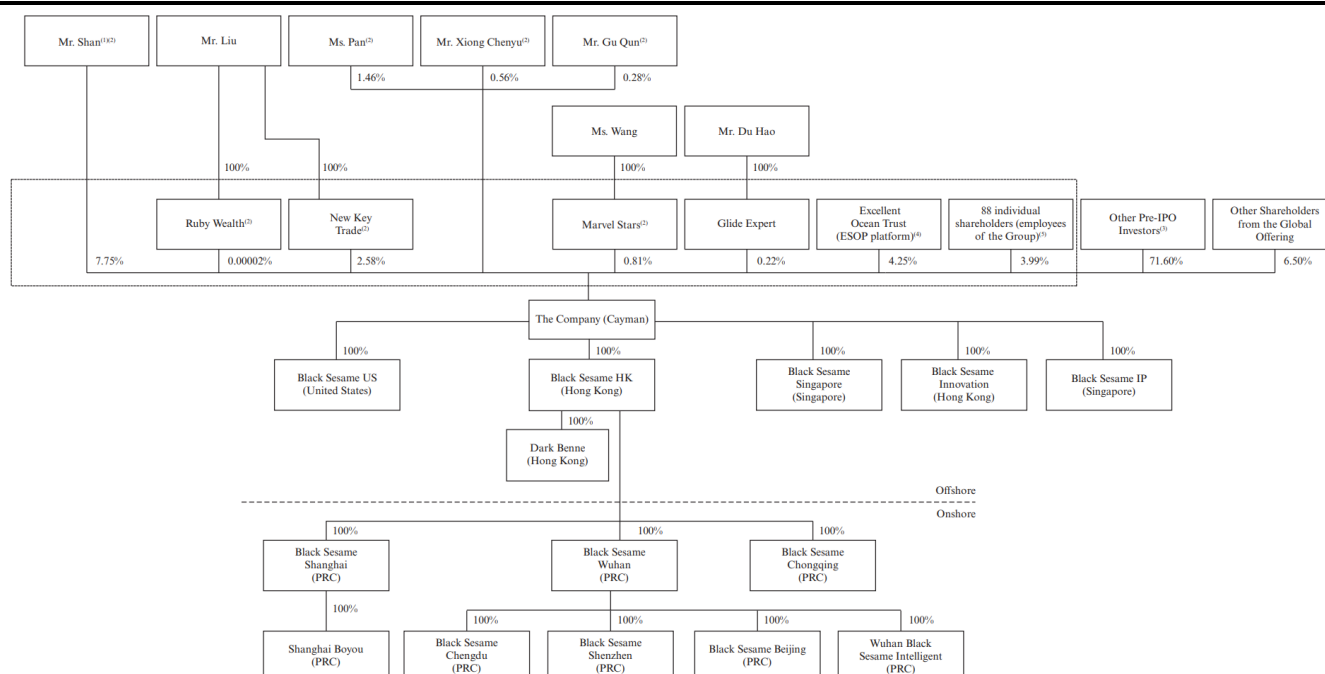 Mr. Shan(1)(2)
Mr. Liu
Ms. Pan(2)
Mr. Xiong Chenyu(2)
Mr. Gu Qun(2)
1.46%
0.56%
0.28%
Ms. Wang
Mr. Du Hao
100%
100%
100%
100%
Ruby Wealth(2)
New Key
Trade(2)
Marvel Stars(2)
Glide Expert
Excellent
Ocean Trust
(ESOP platform)(4)
88 individual
shareholders (employees
of the Group)(5)
Other Pre-IPO
Investors(3)
Other Shareholders
from the Global
Offering
7.75%
0.00002%
2.58%
0.81%
0.22%
4.25%
3.99%
71.60%
6.50%
The Company (Cayman)
100%
100%
100%
100%
100%
Black Sesame US
(United States)
Black Sesame HK
(Hong Kong)
Black Sesame
Singapore
(Singapore)
Black Sesame
Innovation
(Hong Kong)
Black Sesame IP
(Singapore)
100%
Dark Benne
(Hong Kong)
Offshore
Onshore
100%
100%
100%
Black Sesame
Shanghai
(PRC)
Black Sesame
Wuhan
(PRC)
Black Sesame
Chongqing
(PRC)
100%
100%
100%
100%
100%
Shanghai Boyou
(PRC)
Black Sesame
Chengdu
(PRC)
Black Sesame
Shenzhen
(PRC)
Black Sesame Beijing
(PRC)
Wuhan Black
Sesame Intelligent
(PRC)